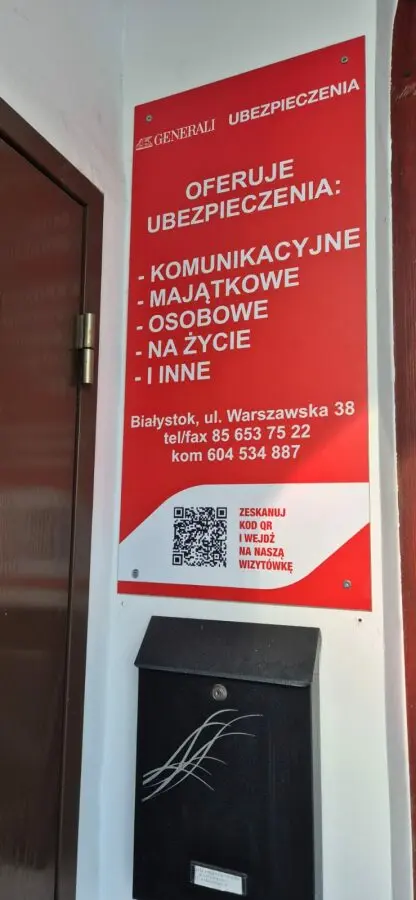 GENERALI UBEZPIECZENIA
OFERUJE
UBEZPIECZENIA:
- KOMUNIKACYJNE
- MAJĄTKOWE
- OSOBOWE
- NA ŻYCIE
- I INNE
Białystok, ul. Warszawska 38
tel/fax 85 653 75 22
kom 604 534 887
ZESKANUJ
KOD QR
I WEJDŹ
NA NASZĄ
WIZYTÓWKĘ